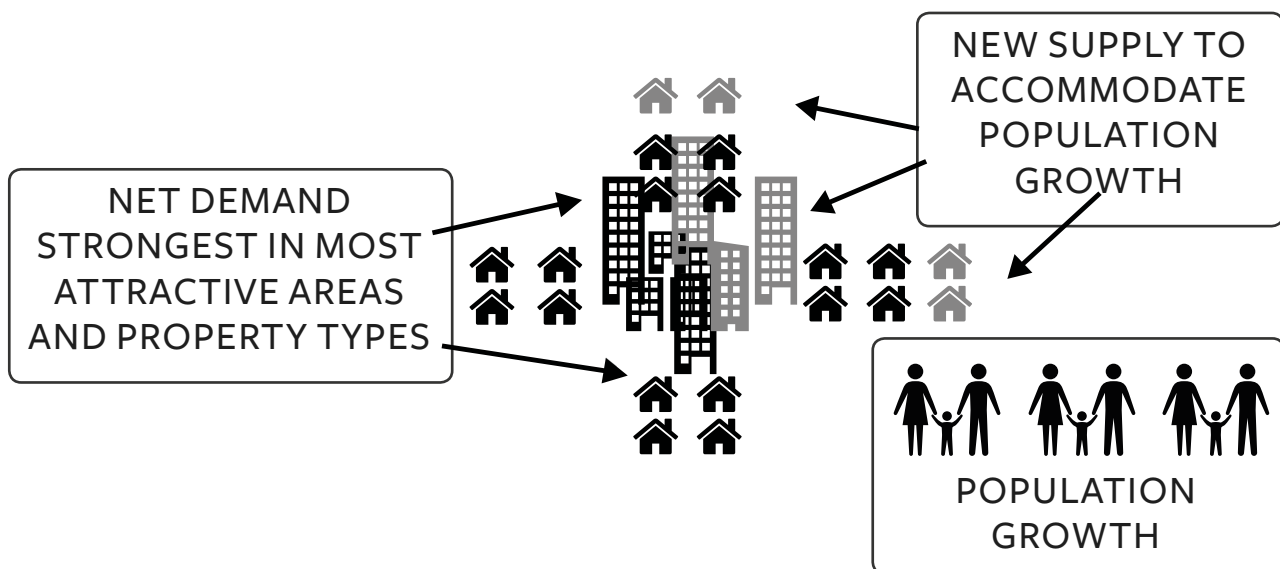 NEW SUPPLY TO
ACCOMMODATE
POPULATION
GROWTH
NET DEMAND
STRONGEST IN MOST
ATTRACTIVE AREAS
AND PROPERTY TYPES
POPULATION
GROWTH